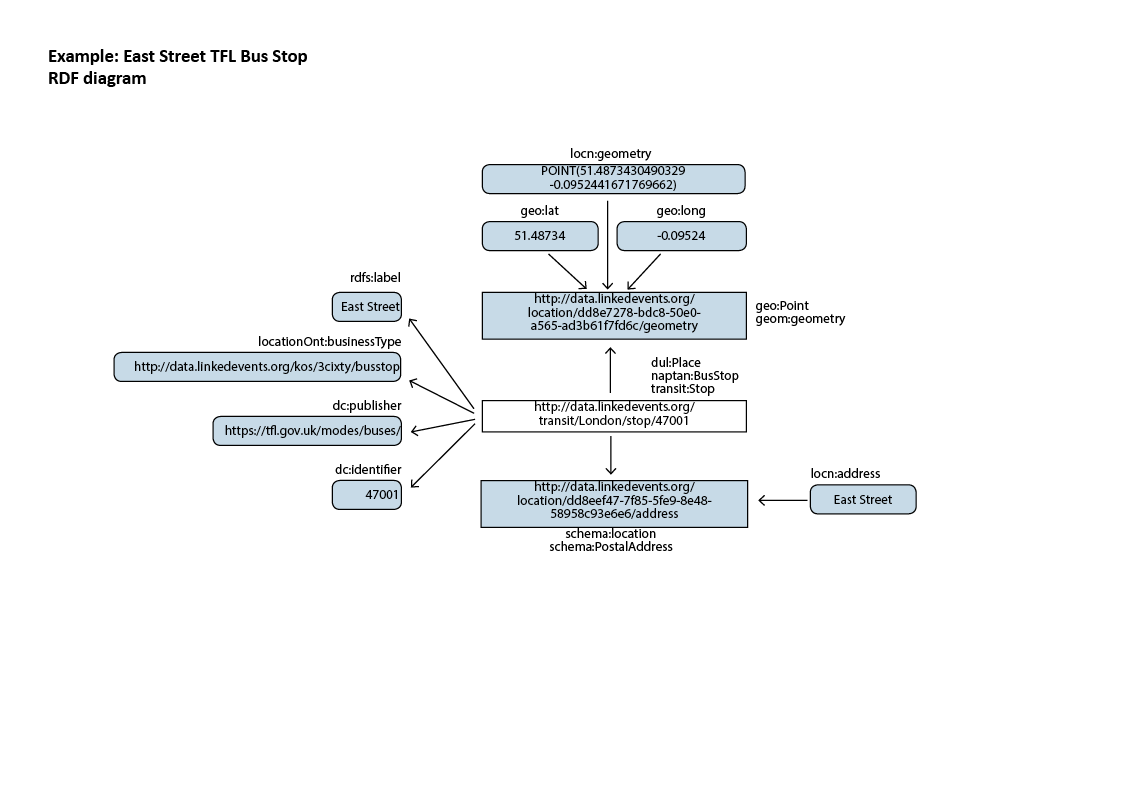 Example: East Street TFL Bus Stop
RDF diagram
locn:geometry
POINT(51.4873430490329
-0.0952441671769662)
geo:lat
geo:long
51.48734
-0.09524
rdfs:label
East Street
http://data.linkedevents.org/
location/dd8e7278-bdc8-50e0-
a565-ad3b61f7fd6c/geometry
geo:Point
geom:geometry
locationOnt:businessType
http://data.linkedevents.org/kos/3cixty/busstop
dul:Place
naptan:BusStop
transit:Stop
dc:publisher
https://tfl.gov.uk/modes/buses/
http://data.linkedevents.org/
transit/London/stop/47001
dc:identifier
47001
http://data.linkedevents.org/
location/dd8eef47-7f85-5fe9-8e48-
58958c93e6e6/address
schema:location
schema:PostalAddress
locn:address
East Street